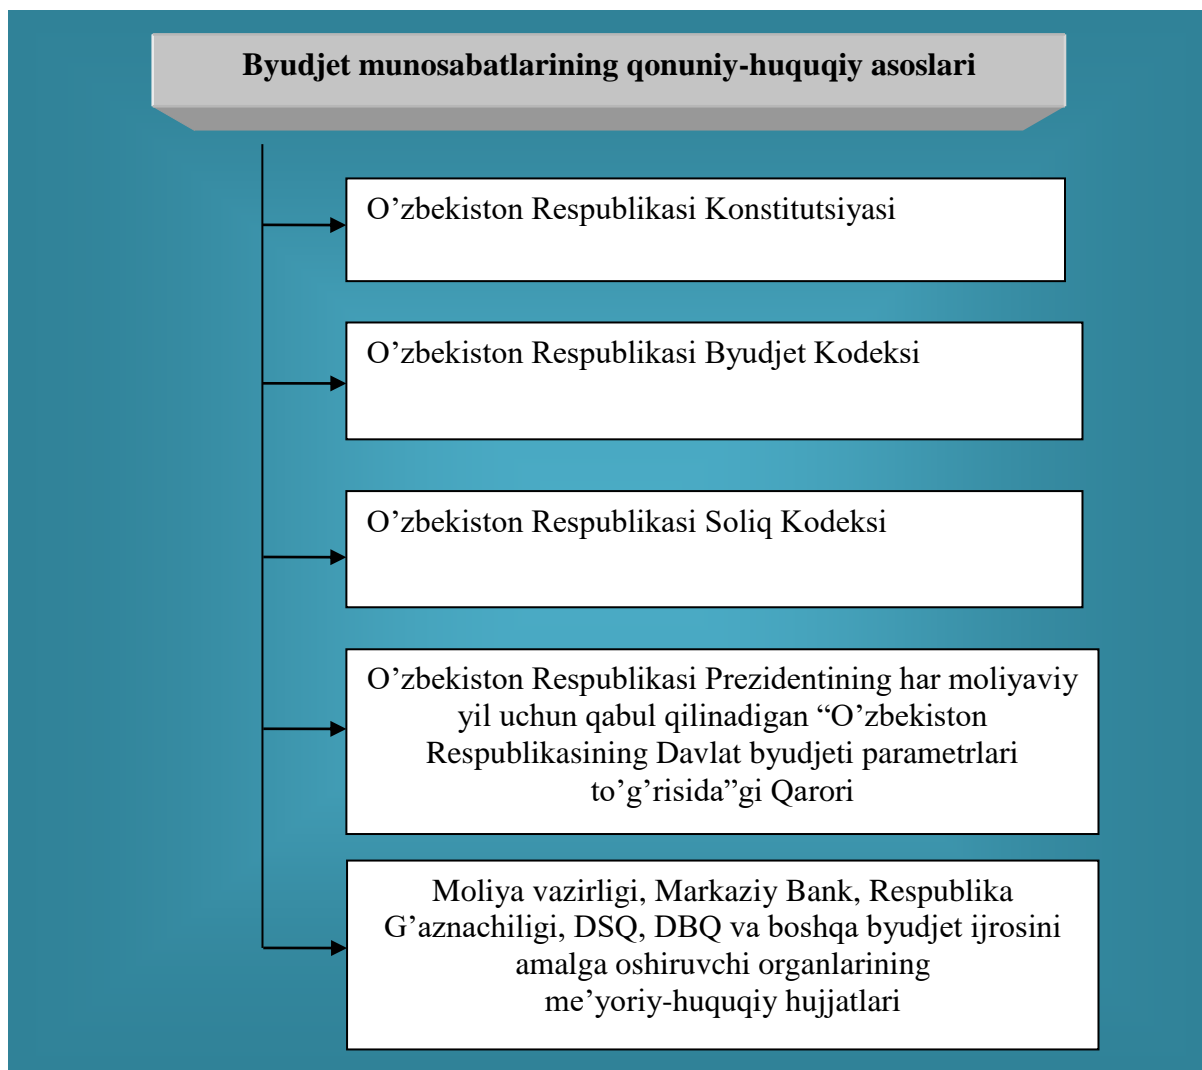 Byudjet munosabatlarining qonuniy-huquqiy asoslari
O’zbekiston Respublikasi Konstitutsiyasi
O’zbekiston Respublikasi Byudjet Kodeksi
O’zbekiston Respublikasi Soliq Kodeksi
O’zbekiston Respublikasi Prezidentining har moliyaviy
yil uchun qabul qilinadigan “O’zbekiston
Respublikasining Davlat byudjeti parametrlari
to’g’risida”gi Qarori
Moliya vazirligi, Markaziy Bank, Respublika
G’aznachiligi, DSQ, DBQ va boshqa byudjet ijrosini
amalga oshiruvchi organlarining
me’yoriy-huquqiy hujjatlari